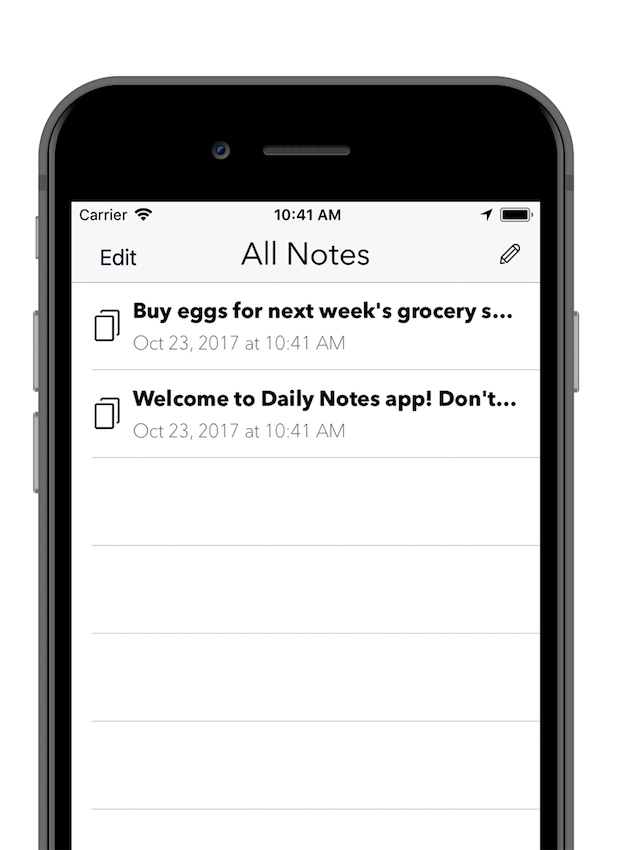 Carrier 10:41 AM
Edit All Notes
Buy eggs for next week's grocery s...
Oct 23, 2017 at 10:41 AM
Welcome to Daily Notes app! Don't...
Oct 23, 2017 at 10:41 AM